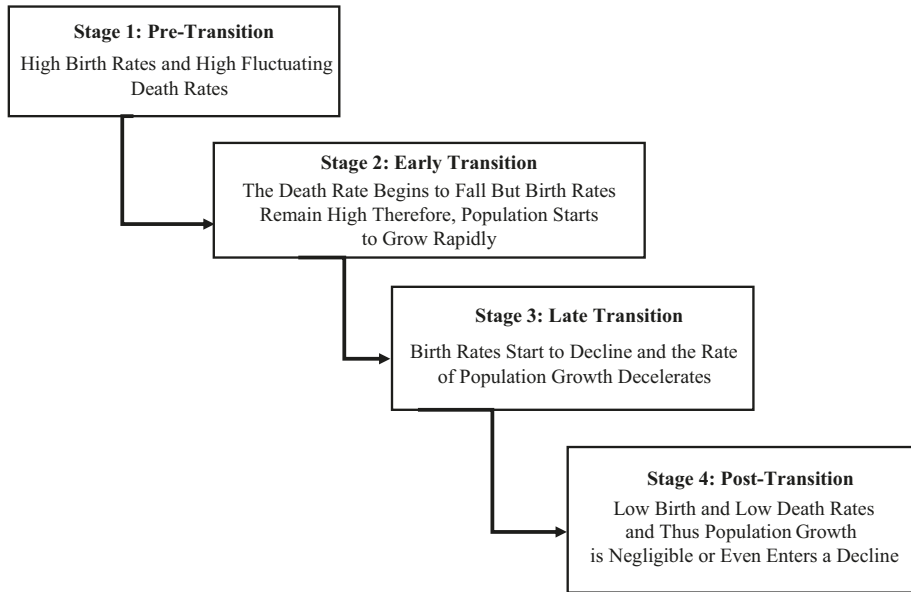 Stage 1: Pre-Transition
High Birth Rates and High Fluctuating
Death Rates
Stage 2: Early Transition
The Death Rate Begins to Fall But Birth Rates
Remain High Therefore, Population Starts
to Grow Rapidly
Stage 3: Late Transition
Birth Rates Start to Decline and the Rate
of Population Growth Decelerates
Stage 4: Post-Transition
Low Birth and Low Death Rates
and Thus Population Growth
is Negligible or Even Enters a Decline